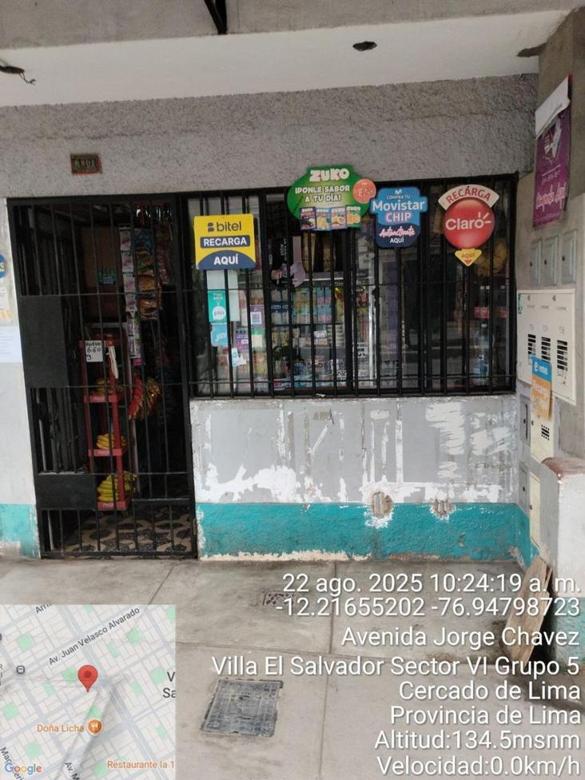 ZUKO
¡PONLE SABOR
A TU DÍA!
bitel
RECARGA
AQUÍ
Movistar
CHIP
AQUÍ
RECARGA
Claro
AQUÍ
22 ago. 2025 10:24:19 a. m.
-12.21655202 -76.94798723
Avenida Jorge Chavez
Villa El Salvador Sector VI Grupo 5
Cercado de Lima
Provincia de Lima
Altitud:134.5msnm
Velocidad:0.0km/h
Av. Juan Velasco Alvarado
Doña Licha
Restaurante la 1
Google